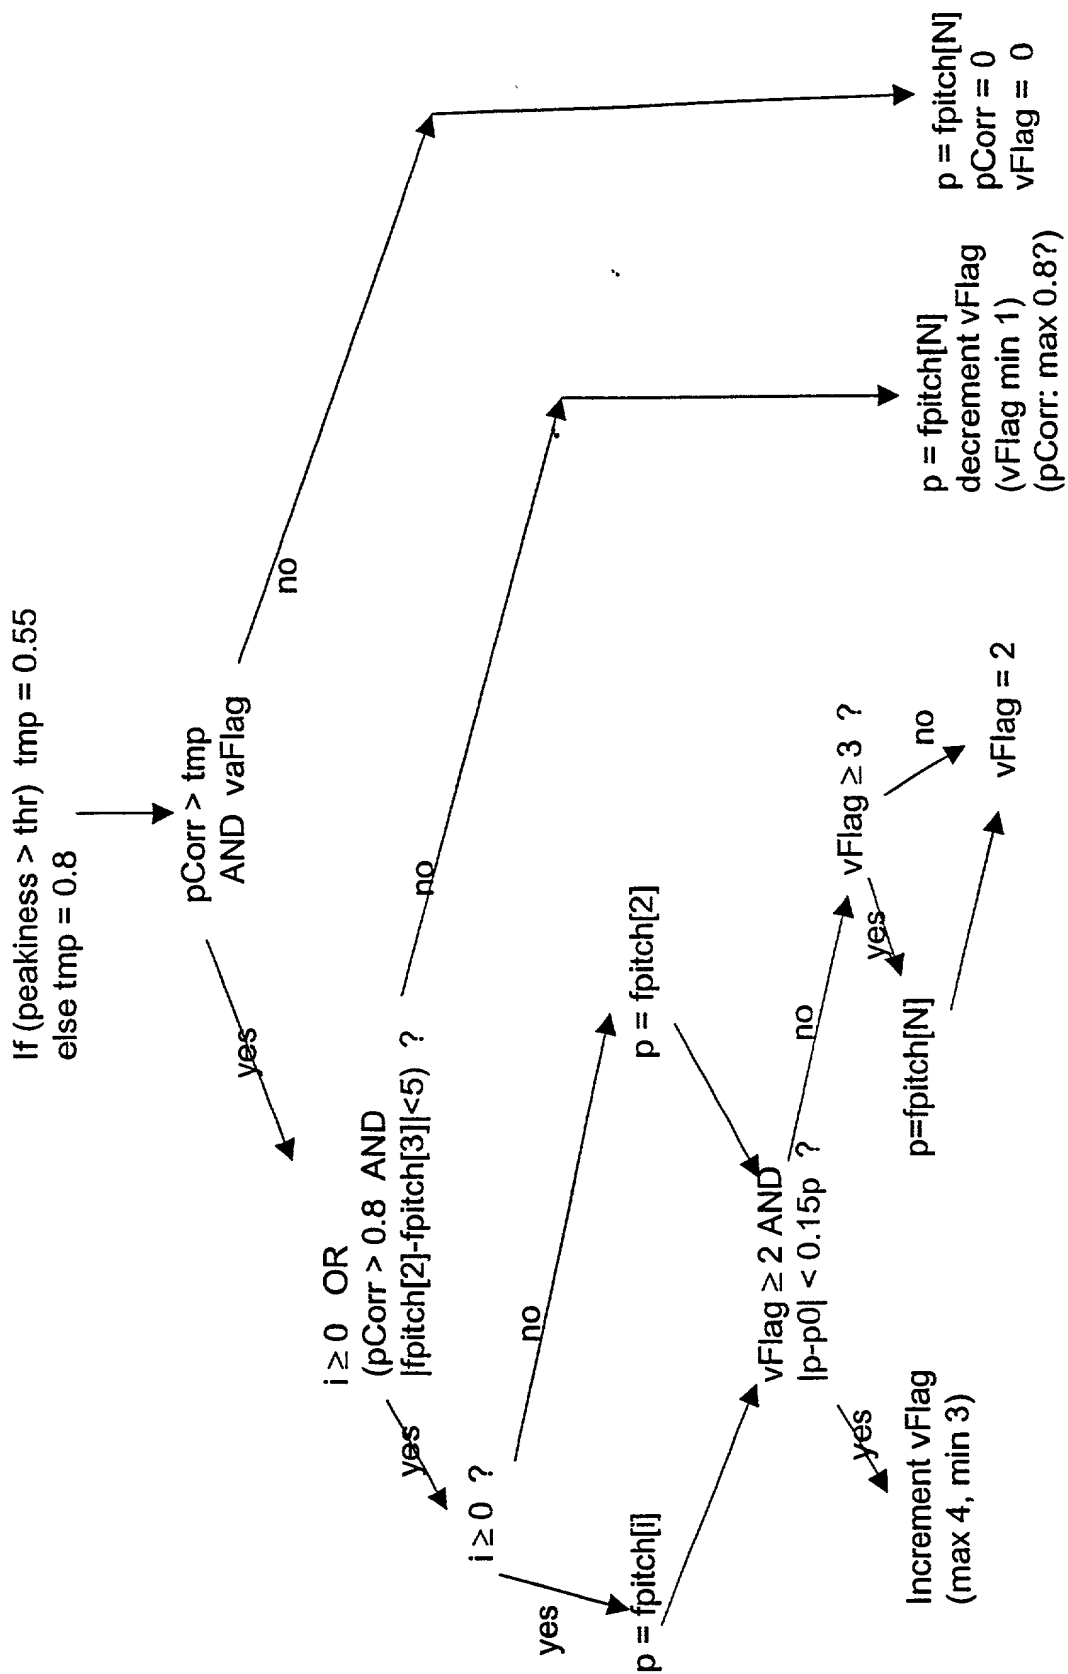 If (peakiness > thr) tmp = 0.55
else tmp = 0.8
pCorr > tmp
AND vaFlag
yes
no
i ≥ 0 OR
(pCorr > 0.8 AND
|fpitch[2]-fpitch[3]|<5) ?
yes
no
i ≥ 0 ?
yes
no
p = fpitch[i]
p = fpitch[2]
vFlag ≥ 2 AND
|p-p0| < 0.15p ?
yes
no
Increment vFlag
(max 4, min 3)
vFlag ≥ 3 ?
yes
no
p=fpitch[N]
vFlag = 2
p = fpitch[N]
decrement vFlag
(vFlag min 1)
(pCorr: max 0.8?)
p = fpitch[N]
pCorr = 0
vFlag = 0